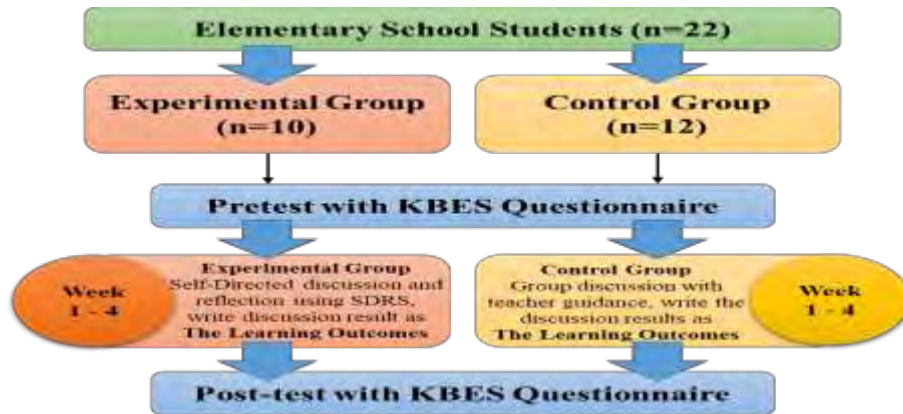 Elementary School Students (n=22)
Experimental Group
(n=10)
Control Group
(n=12)
Pretest with KBES Questionnaire
Week
1 - 4
Experimental Group
Self-Directed discussion and
reflection using SDRS,
write discussion result as
The Learning Outcomes
Control Group
Group discussion with
teacher guidance, write the
discussion results as
The Learning Outcomes
Week
1 - 4
Post-test with KBES Questionnaire